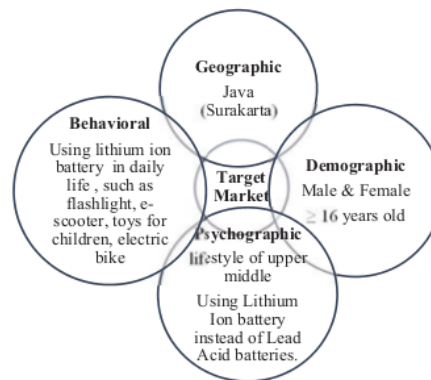 Geographic
Java
(Surakarta)
Behavioral
Using lithium ion
battery in daily
life , such as
flashlight, e-
scooter, toys for
children, electric
bike
Target
Market
Demographic
Male & Female
≥ 16 years old
Psychographic
lifestyle of upper
middle
Using Lithium
Ion battery
instead of Lead
Acid batteries.